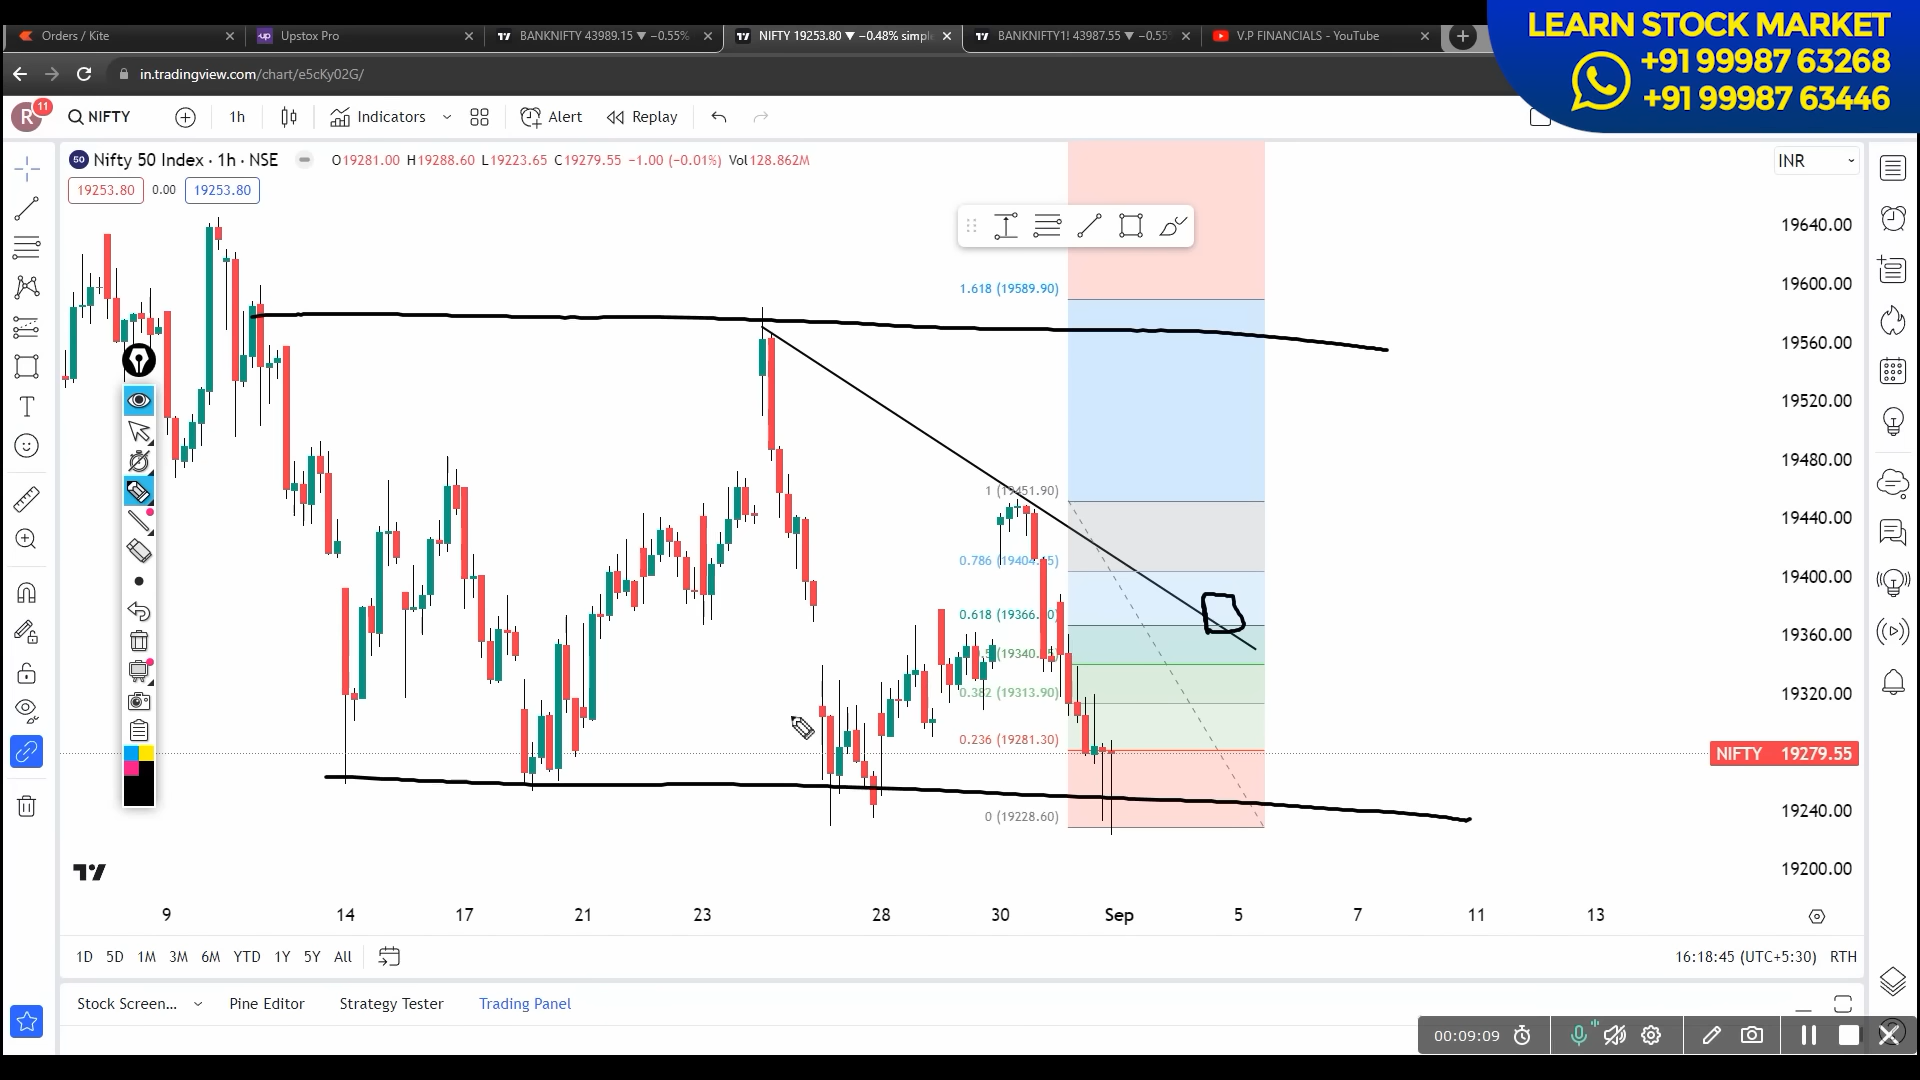 Orders / Kite
Upstox Pro
BANKNIFTY 43989.15 ▼ −0.55%
NIFTY 19253.80 ▼ −0.48% simple
BANKNIFTY1! 43987.55 ▼ −0.55%
V.P FINANCIALS - YouTube
LEARN STOCK MARKET
+91 99987 63268
+91 99987 63446
in.tradingview.com/chart/e5cKy02G/
R
11
NIFTY
1h
Indicators
Alert
Replay
50 Nifty 50 Index · 1h · NSE
O19281.00 H19288.60 L19223.65 C19279.55 −1.00 (−0.01%) Vol128.862M
INR
19253.80 0.00 19253.80
19640.00
1.618 (19589.90)
19600.00
19560.00
19520.00
19480.00
1 (19451.90)
19440.00
19400.00
0.618 (19366.
19360.00
0.382 (19313.90)
19320.00
0.236 (19281.30)
NIFTY 19279.55
0 (19228.60)
19240.00
19200.00
9 14 17 21 23 28 30 Sep 5 7 11 13
1D 5D 1M 3M 6M YTD 1Y 5Y All
16:18:45 (UTC+5:30) RTH
Stock Screen... Pine Editor Strategy Tester Trading Panel
00:09:09